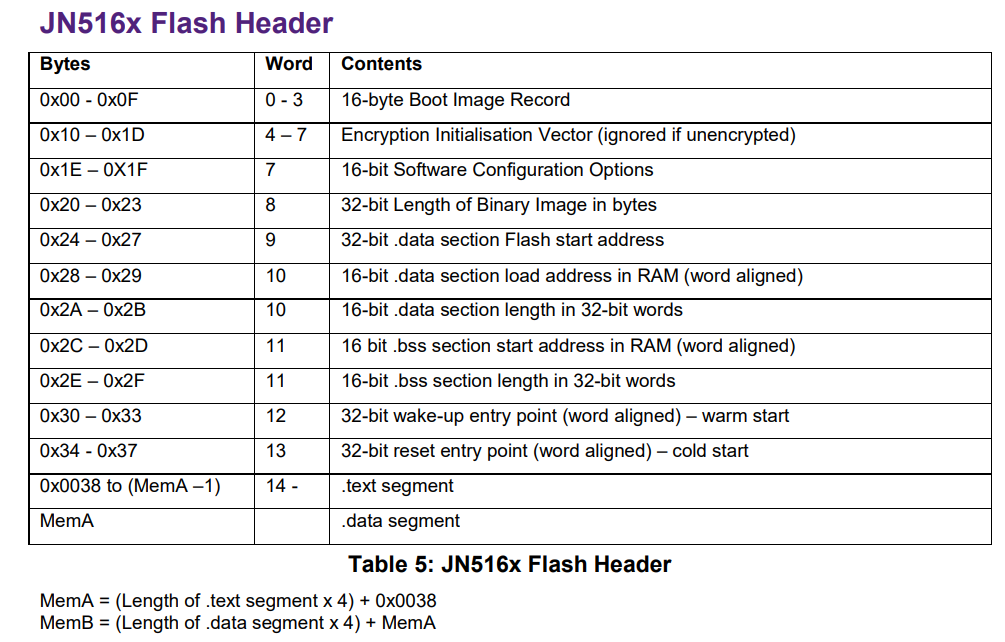 JN516x Flash Header
Bytes Word Contents
0x00 - 0x0F 0 - 3 16-byte Boot Image Record
0x10 – 0x1D 4 – 7 Encryption Initialisation Vector (ignored if unencrypted)
0x1E – 0X1F 7 16-bit Software Configuration Options
0x20 – 0x23 8 32-bit Length of Binary Image in bytes
0x24 – 0x27 9 32-bit .data section Flash start address
0x28 – 0x29 10 16-bit .data section load address in RAM (word aligned)
0x2A – 0x2B 10 16-bit .data section length in 32-bit words
0x2C – 0x2D 11 16 bit .bss section start address in RAM (word aligned)
0x2E – 0x2F 11 16-bit .bss section length in 32-bit words
0x30 – 0x33 12 32-bit wake-up entry point (word aligned) – warm start
0x34 - 0x37 13 32-bit reset entry point (word aligned) – cold start
0x0038 to (MemA –1) 14 - .text segment
MemA .data segment
Table 5: JN516x Flash Header
MemA = (Length of .text segment x 4) + 0x0038
MemB = (Length of .data segment x 4) + MemA